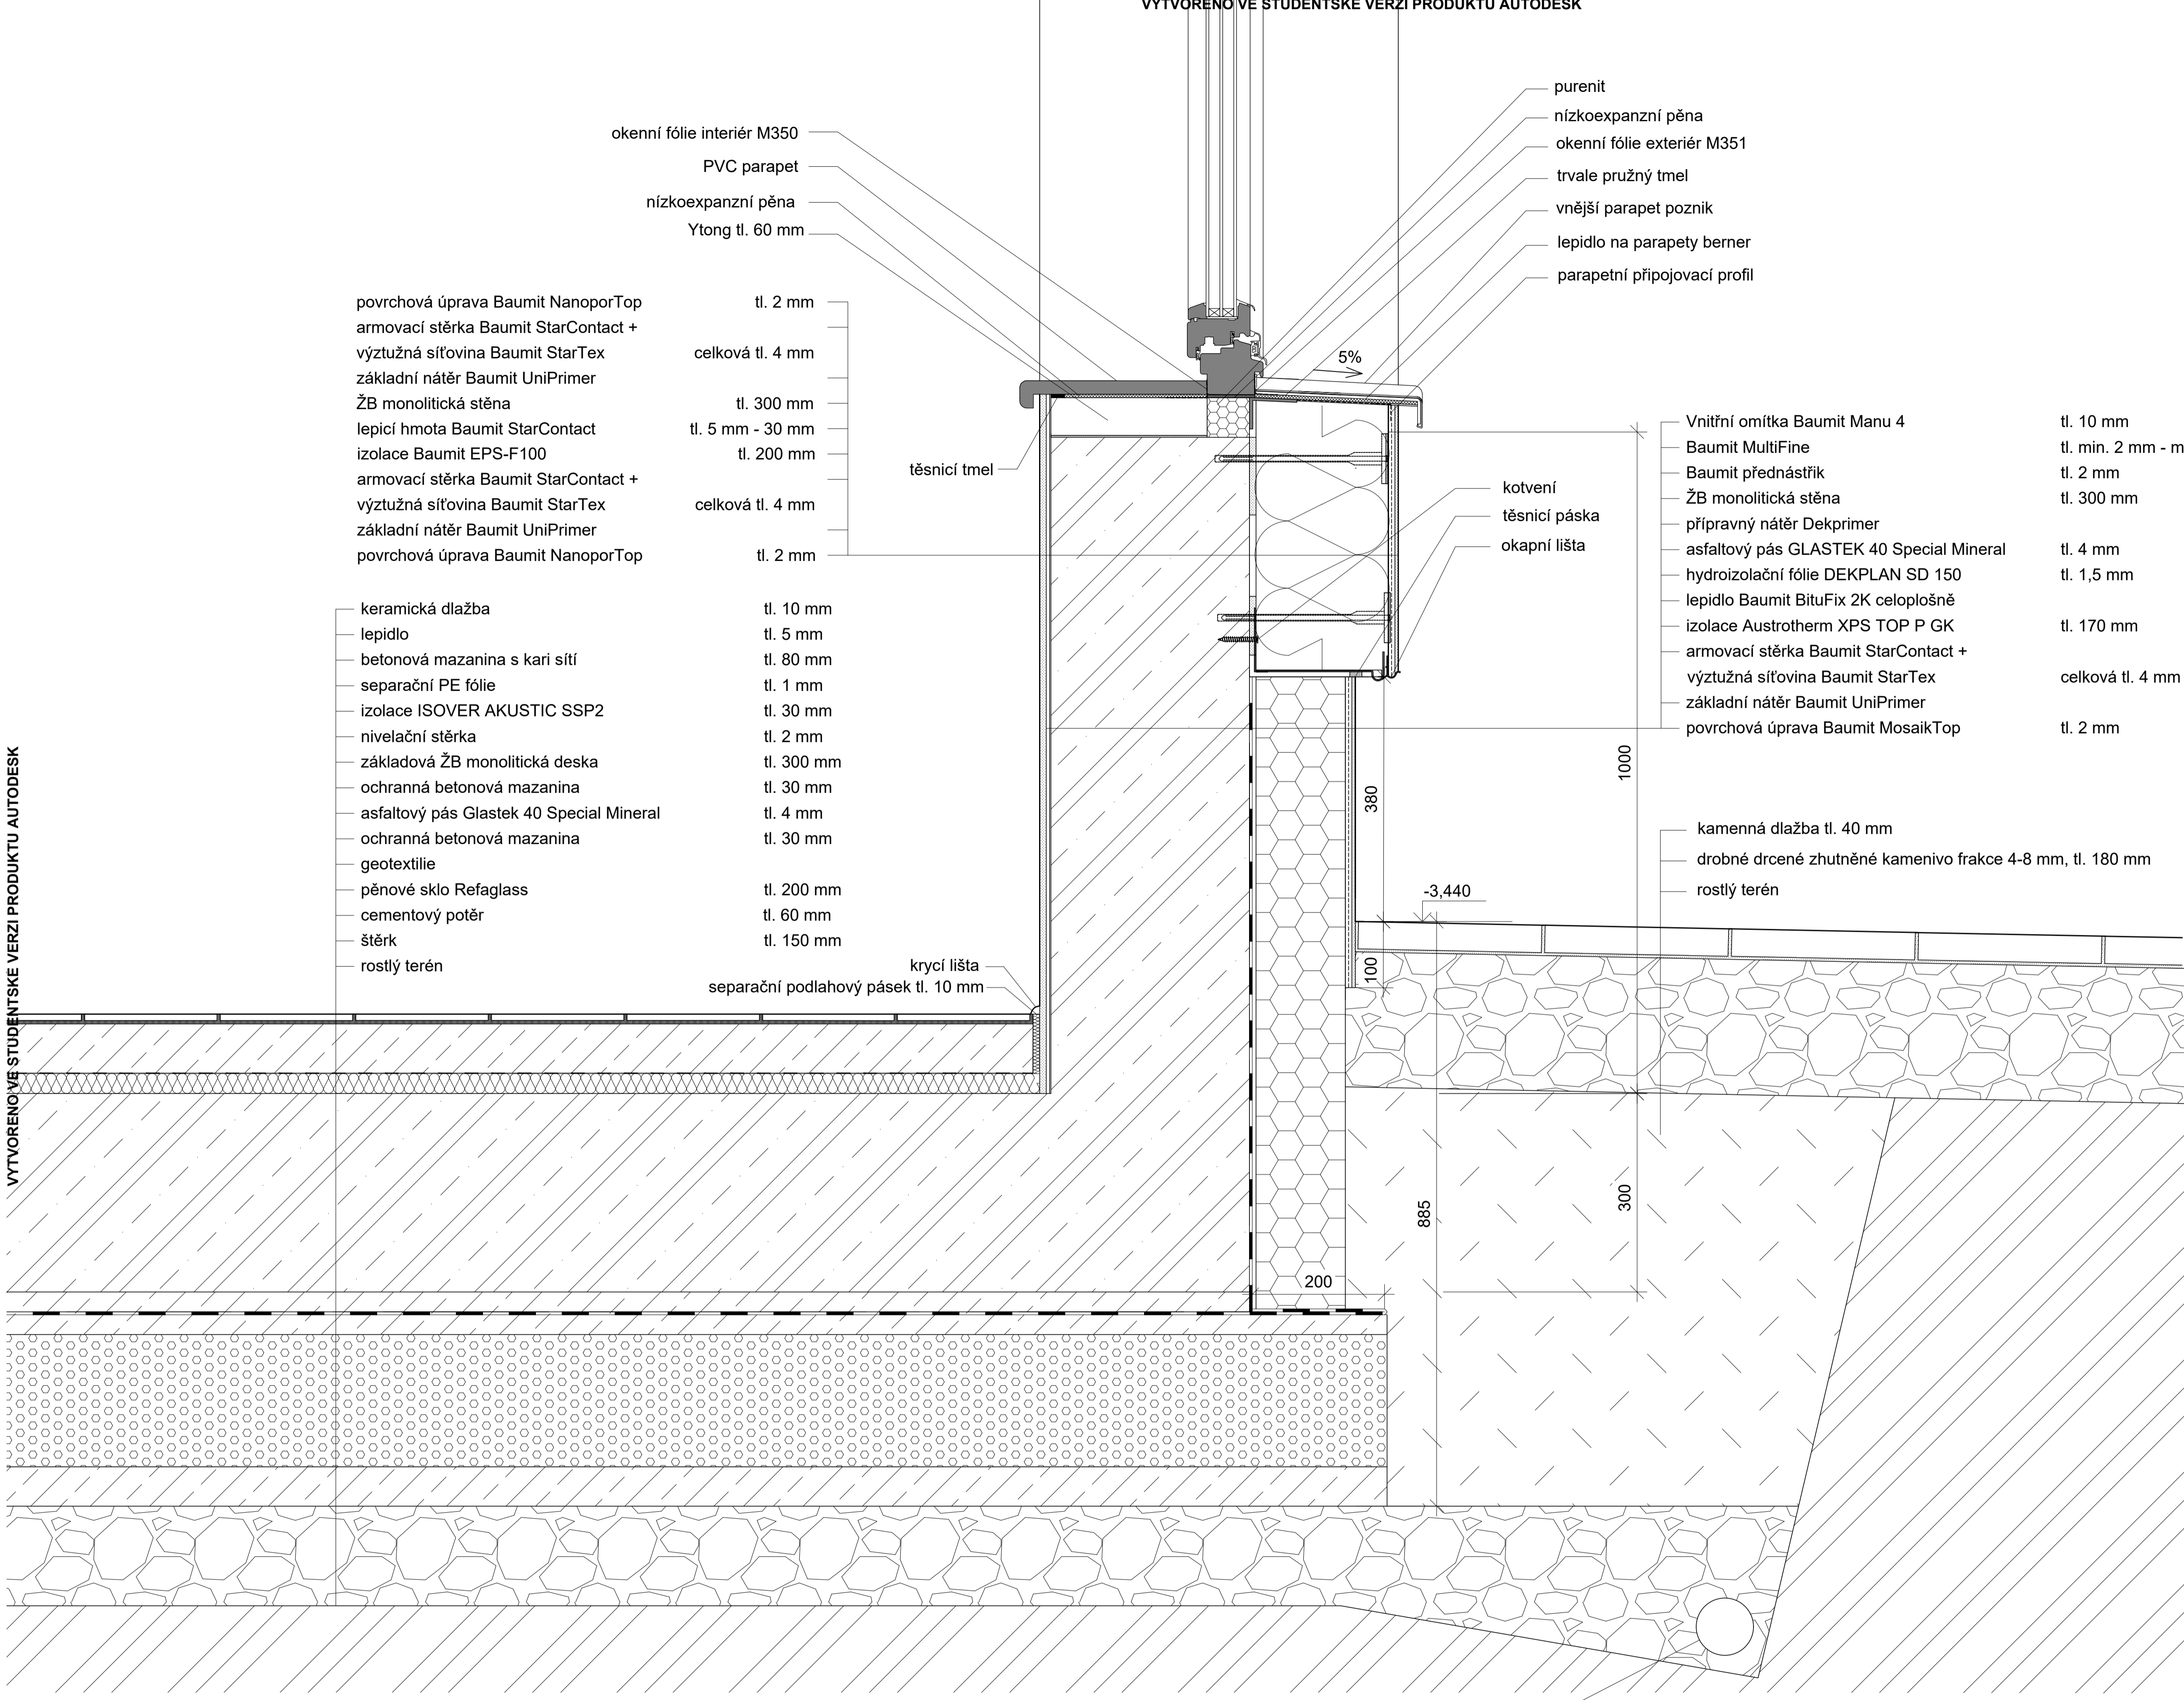 VYTVOŘENO VE STUDENTSKÉ VERZI PRODUKTU AUTODESK
okenní fólie interiér M350
PVC parapet
nízkoexpanzní pěna
Ytong tl. 60 mm
purenit
nízkoexpanzní pěna
okenní fólie exteriér M351
trvale pružný tmel
vnější parapet poznik
lepidlo na parapety berner
parapetní připojovací profil
5%
povrchová úprava Baumit NanoporTop tl. 2 mm
armovací stěrka Baumit StarContact +
výztužná síťovina Baumit StarTex celková tl. 4 mm
základní nátěr Baumit UniPrimer
ŽB monolitická stěna tl. 300 mm
lepicí hmota Baumit StarContact tl. 5 mm - 30 mm
izolace Baumit EPS-F100 tl. 200 mm
armovací stěrka Baumit StarContact +
výztužná síťovina Baumit StarTex celková tl. 4 mm
základní nátěr Baumit UniPrimer
povrchová úprava Baumit NanoporTop tl. 2 mm
těsnicí tmel
kotvení
těsnicí páska
okapní lišta
Vnitřní omítka Baumit Manu 4 tl. 10 mm
Baumit MultiFine tl. min. 2 mm - m
Baumit přednástřik tl. 2 mm
ŽB monolitická stěna tl. 300 mm
přípravný nátěr Dekprimer
asfaltový pás GLASTEK 40 Special Mineral tl. 4 mm
hydroizolační fólie DEKPLAN SD 150 tl. 1,5 mm
lepidlo Baumit BituFix 2K celoplošně
izolace Austrotherm XPS TOP P GK tl. 170 mm
armovací stěrka Baumit StarContact +
výztužná síťovina Baumit StarTex celková tl. 4 mm
základní nátěr Baumit UniPrimer
povrchová úprava Baumit MosaikTop tl. 2 mm
keramická dlažba tl. 10 mm
lepidlo tl. 5 mm
betonová mazanina s kari sítí tl. 80 mm
separační PE fólie tl. 1 mm
izolace ISOVER AKUSTIC SSP2 tl. 30 mm
nivelační stěrka tl. 2 mm
základová ŽB monolitická deska tl. 300 mm
ochranná betonová mazanina tl. 30 mm
asfaltový pás Glastek 40 Special Mineral tl. 4 mm
ochranná betonová mazanina tl. 30 mm
geotextilie
pěnové sklo Refaglass tl. 200 mm
cementový potěr tl. 60 mm
štěrk tl. 150 mm
rostlý terén
krycí lišta
separační podlahový pásek tl. 10 mm
kamenná dlažba tl. 40 mm
drobné drcené zhutněné kamenivo frakce 4-8 mm, tl. 180 mm
rostlý terén
1000
380
-3,440
100
885
300
200
VYTVOŘENO VE STUDENTSKÉ VERZI PRODUKTU AUTODESK